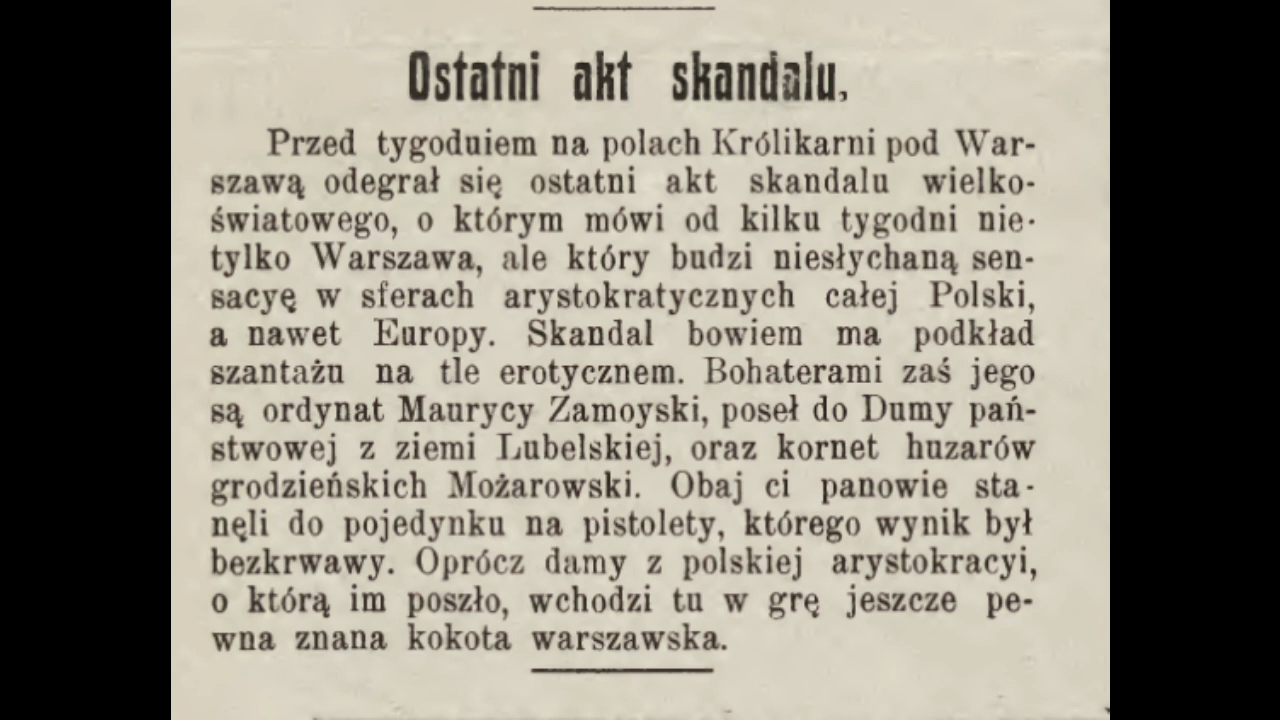 Ostatni akt skandalu.
Przed tygoduiem na polach Królikarni pod War-
szawą odegrał się ostatni akt skandalu wielko-
światowego, o którym mówi od kilku tygodni nie-
tylko Warszawa, ale który budzi niesłychaną sen-
sacyę w sferach arystokratycznych całej Polski,
a nawet Europy. Skandal bowiem ma podkład
szantażu na tle erotycznem. Bohaterami zaś jego
są ordynat Maurycy Zamoyski, poseł do Dumy pań-
stwowej z ziemi Lubelskiej, oraz kornet huzarów
grodzieńskich Możarowski. Obaj ci panowie sta-
nęli do pojedynku na pistolety, którego wynik był
bezkrwawy. Oprócz damy z polskiej arystokracyi,
o którą im poszło, wchodzi tu w grę jeszcze pe-
wna znana kokota warszawska.